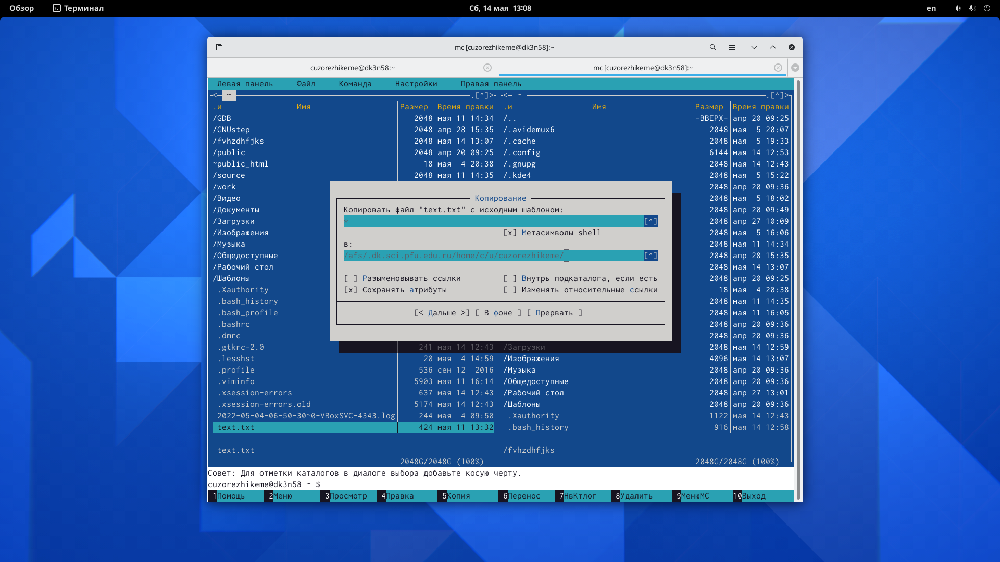 Обзор Терминал Сб, 14 мая 13:08 en
mc [cuzorezhikeme@dk3n58]:~
cuzorezhikeme@dk3n58:~ mc [cuzorezhikeme@dk3n58]:~
Левая панель Файл Команда Настройки Правая панель
<─ ~ .[^]> <─ ~ .[^]>
.и Имя Размер Время правки .и Имя Размер Время правки
/GDB 2048 мая 11 14:34 /.. -ВВЕРХ- апр 20 09:25
/GNUstep 2048 апр 28 15:35 /.avidemux6 2048 мая 5 20:07
/fvhzdhfjks 2048 мая 14 13:07 /.cache 2048 мая 5 19:33
/public 2048 апр 20 09:25 /.config 6144 мая 14 12:53
~public_html 18 мая 4 20:38 /.gnupg 2048 мая 14 12:43
/source 2048 мая 11 14:35 /.kde4 2048 мая 5 15:22
/work 2048 апр 20 09:36
/Видео Копирование 2048 мая 5 18:02
/Документы Копировать файл "text.txt" с исходным шаблоном: 2048 апр 20 09:49
/Загрузки * [^] 2048 апр 27 10:09
/Изображения [x] Метасимволы shell 2048 мая 5 16:06
/Музыка в: 2048 мая 11 14:34
/Общедоступные /afs/.dk.sci.pfu.edu.ru/home/c/u/cuzorezhikeme/ [^] 2048 апр 28 15:35
/Рабочий стол 2048 мая 14 13:07
/Шаблоны [ ] Разыменовывать ссылки [ ] Внутрь подкаталога, если есть 2048 апр 20 09:25
.Xauthority [x] Сохранять атрибуты [ ] Изменять относительные ссылки 18 мая 4 20:38
.bash_history 2048 мая 11 14:35
.bash_profile [< Дальше >] [ В фоне ] [ Прервать ] 2048 мая 11 16:05
.bashrc 2048 апр 20 09:36
.dmrc 2048 апр 20 09:36
.gtkrc-2.0 241 мая 14 12:43 /Загрузки 2048 мая 14 12:59
.lesshst 20 мая 4 14:59 /Изображения 4096 мая 14 13:07
.profile 536 сен 12 2016 /Музыка 2048 апр 20 09:36
.viminfo 5903 мая 11 16:14 /Общедоступные 2048 апр 20 09:36
.xsession-errors 637 мая 14 12:43 /Рабочий стол 2048 апр 27 13:01
.xsession-errors.old 5174 мая 14 12:43 /Шаблоны 2048 апр 20 09:36
2022-05-04-06-50-30~0-VBoxSVC-4343.log 244 мая 4 09:50 .Xauthority 1122 мая 14 12:43
text.txt 424 мая 11 13:32 .bash_history 916 мая 14 12:58
text.txt /fvhzdhfjks
2048G/2048G (100%) 2048G/2048G (100%)
Совет: Для отметки каталогов в диалоге выбора добавьте косую черту.
cuzorezhikeme@dk3n58 ~ $
1Помощь 2Меню 3Просмотр 4Правка 5Копия 6Перенос 7НвКтлог 8Удалить 9МенюМС 10Выход